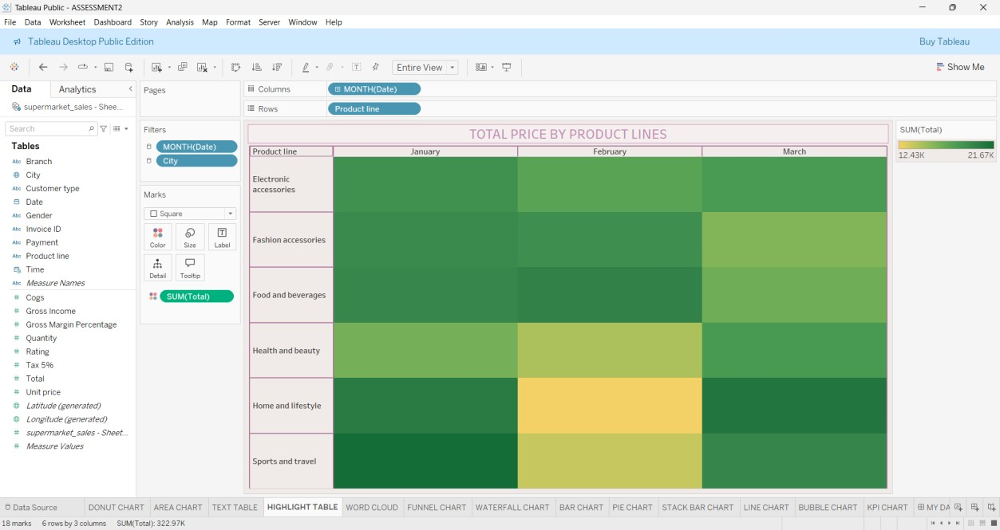 Tableau Public - ASSESSMENT2
File Data Worksheet Dashboard Story Analysis Map Format Server Window Help
Tableau Desktop Public Edition
Buy Tableau
Entire View
Show Me
Data Analytics
supermarket_sales - Shee...
Search
Tables
Abc Branch
City
Abc Customer type
Date
Abc Gender
Abc Invoice ID
Abc Payment
Abc Product line
Time
Abc Measure Names
# Cogs
# Gross Income
# Gross Margin Percentage
# Quantity
# Rating
# Tax 5%
# Total
# Unit price
Latitude (generated)
Longitude (generated)
# supermarket_sales - Sheet...
# Measure Values
Pages
Filters
MONTH(Date)
City
Marks
Square
Color Size Label
Detail Tooltip
SUM(Total)
Columns MONTH(Date)
Rows Product line
TOTAL PRICE BY PRODUCT LINES
Product line January February March
Electronic
accessories
Fashion accessories
Food and beverages
Health and beauty
Home and lifestyle
Sports and travel
SUM(Total)
12.43K 21.67K
Data Source DONUT CHART AREA CHART TEXT TABLE HIGHLIGHT TABLE WORD CLOUD FUNNEL CHART WATERFALL CHART BAR CHART PIE CHART STACK BAR CHART LINE CHART BUBBLE CHART KPI CHART MY DA
18 marks 6 rows by 3 columns SUM(Total): 322.97K